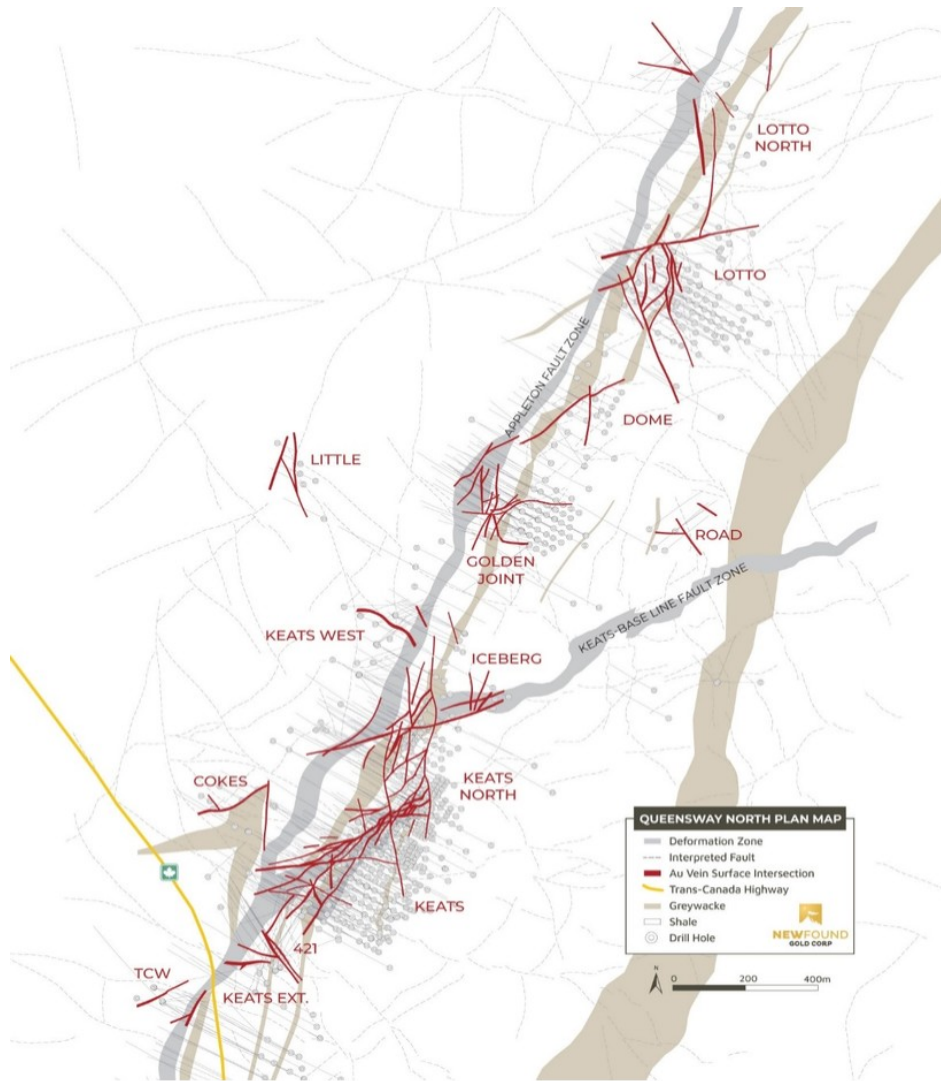 LOTTO
NORTH
LOTTO
APPLETON FAULT ZONE
DOME
LITTLE
ROAD
GOLDEN
JOINT
KEATS-BASE LINE FAULT ZONE
KEATS WEST
ICEBERG
COKES
KEATS
NORTH
KEATS
421
TCW
KEATS EXT.
QUEENSWAY NORTH PLAN MAP
Deformation Zone
Interpreted Fault
Au Vein Surface Intersection
Trans-Canada Highway
Greywacke
Shale
Drill Hole
NEWFOUND
GOLD CORP
N
0 200 400m